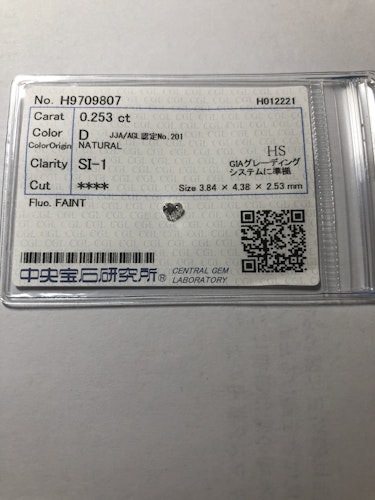 No. H9709807 H012221
Carat 0.253 ct
Color D JJA/AGL認定No.201
ColorOrigin NATURAL
HS
Clarity SI-1 GIAグレーディング
システムに準拠
Cut **** Size 3.84 × 4.38 × 2.53 mm
Fluo. FAINT
中央宝石研究所® CENTRAL GEM
LABORATORY